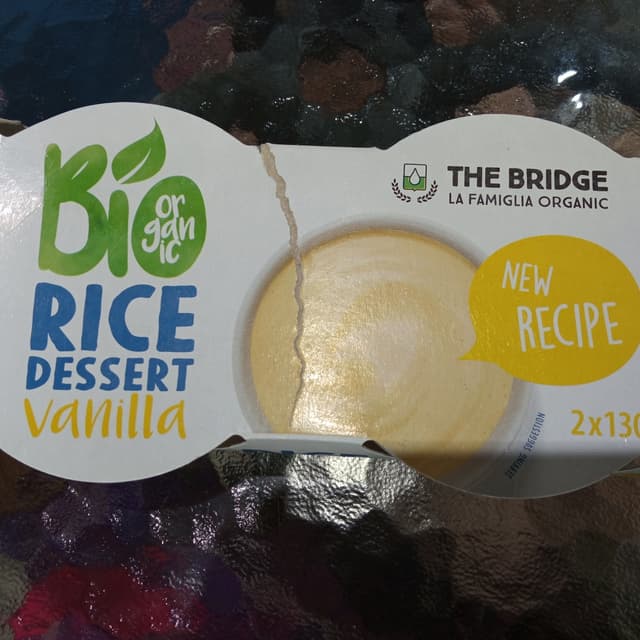 Bio
or
gan
ic
RICE
DESSERT
vanilla
THE BRIDGE
LA FAMIGLIA ORGANIC
NEW
RECIPE
2x130
SERVING SUGGESTION